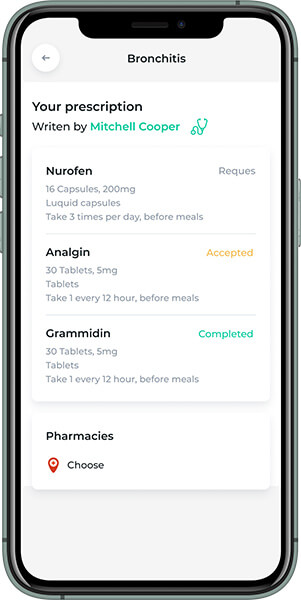 Bronchitis
Your prescription
Writen by Mitchell Cooper
Nurofen Reques
16 Capsules, 200mg
Luquid capsules
Take 3 times per day, before meals
Analgin Accepted
30 Tablets, 5mg
Tablets
Take 1 every 12 hour, before meals
Grammidin Completed
30 Tablets, 5mg
Tablets
Take 1 every 12 hour, before meals
Pharmacies
Choose